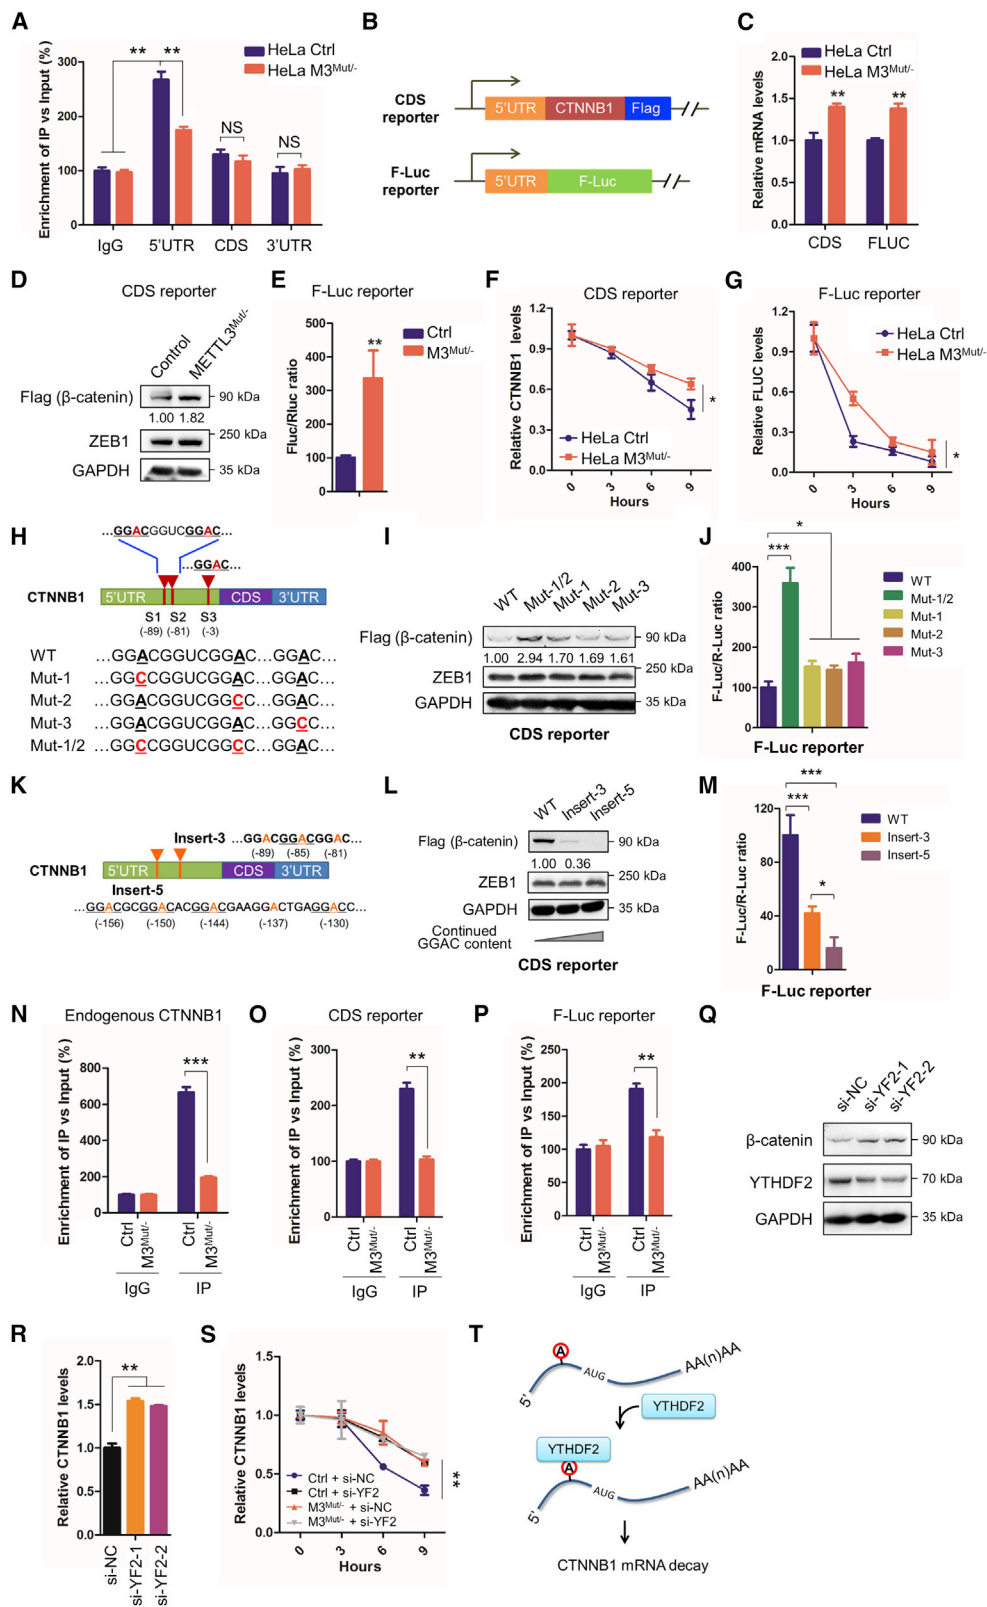 A
Enrichment of IP vs Input (%)
300
200
100
0
** **
NS
NS
HeLa Ctrl
HeLa M3Mut/-
IgG 5'UTR CDS 3'UTR
B
CDS reporter
5'UTR CTNNB1 Flag
F-Luc reporter
5'UTR F-Luc
C
Relative mRNA levels
2.0
1.5
1.0
0.5
0.0
HeLa Ctrl
HeLa M3Mut/-
** **
CDS FLUC
D
CDS reporter
Control METTL3Mut/-
Flag (β-catenin) 90 kDa
1.00 1.82
ZEB1 250 kDa
GAPDH 35 kDa
E
F-Luc reporter
Fluc/Rluc ratio
500
400
300
200
100
0
**
Ctrl
M3Mut/-
F
CDS reporter
Relative CTNNB1 levels
1.2
0.9
0.6
0.3
0.0
HeLa Ctrl
HeLa M3Mut/-
*
0 3 6 9
Hours
G
F-Luc reporter
Relative FLUC levels
1.2
0.9
0.6
0.3
0.0
HeLa Ctrl
HeLa M3Mut/-
*
0 3 6 9
Hours
H
...GGACGGUCGGAC...
...GGAC...
CTNNB1 5'UTR CDS 3'UTR
S1 S2 S3
(-89) (-81) (-3)
WT ...GGACGGUCGGAC...GGAC...
Mut-1 ...GGCCGGUCGGAC...GGAC...
Mut-2 ...GGACGGUCGGCC...GGAC...
Mut-3 ...GGACGGUCGGAC...GGCC...
Mut-1/2 ...GGCCGGUCGGCC...GGAC...
I
WT Mut-1/2 Mut-1 Mut-2 Mut-3
Flag (β-catenin) 90 kDa
1.00 2.94 1.70 1.69 1.61
ZEB1 250 kDa
GAPDH 35 kDa
CDS reporter
J
F-Luc/R-Luc ratio
400
300
200
100
0
*
***
WT
Mut-1/2
Mut-1
Mut-2
Mut-3
F-Luc reporter
K
Insert-3 ...GGACGGACGGAC...
(-89) (-85) (-81)
CTNNB1 5'UTR CDS 3'UTR
Insert-5
...GGACGCGGACACGGACGAAGGACTGAGGACC...
(-156) (-150) (-144) (-137) (-130)
L
WT Insert-3 Insert-5
Flag (β-catenin) 90 kDa
1.00 0.36
ZEB1 250 kDa
GAPDH 35 kDa
Continued GGAC content
CDS reporter
M
F-Luc/R-Luc ratio
120
80
40
0
***
***
*
WT
Insert-3
Insert-5
F-Luc reporter
N
Endogenous CTNNB1
Enrichment of IP vs Input (%)
800
600
400
200
0
***
Ctrl M3Mut/- Ctrl M3Mut/-
IgG IP
O
CDS reporter
Enrichment of IP vs Input (%)
300
200
100
0
**
Ctrl M3Mut/- Ctrl M3Mut/-
IgG IP
P
F-Luc reporter
Enrichment of IP vs Input (%)
250
200
150
100
50
0
**
Ctrl M3Mut/- Ctrl M3Mut/-
IgG IP
Q
si-NC si-YF2-1 si-YF2-2
β-catenin 90 kDa
YTHDF2 70 kDa
GAPDH 35 kDa
R
Relative CTNNB1 levels
2.0
1.5
1.0
0.5
0.0
**
si-NC si-YF2-1 si-YF2-2
S
Relative CTNNB1 levels
1.5
1.0
0.5
0.0
Ctrl + si-NC
Ctrl + si-YF2
M3Mut/- + si-NC
M3Mut/- + si-YF2
**
0 3 6 9
Hours
T
A
5' AUG AA(n)AA
YTHDF2
YTHDF2
A
5' AUG AA(n)AA
CTNNB1 mRNA decay